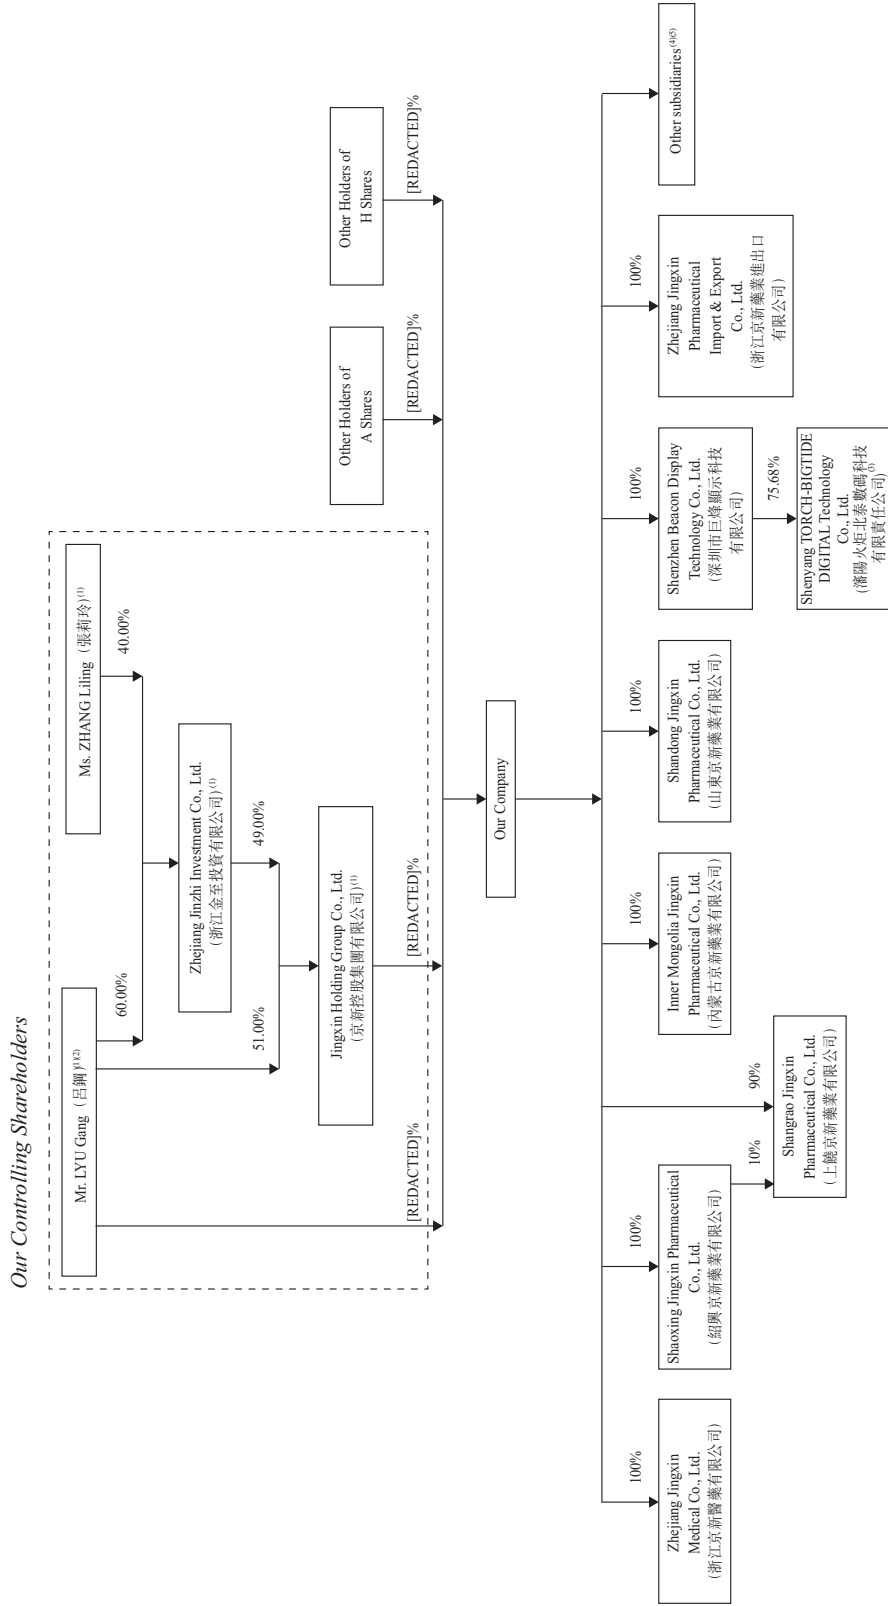 Our Controlling Shareholders
Mr. LYU Gang (呂鋼)(1)(2)
Ms. ZHANG Liling (張莉玲)(1)
60.00%
40.00%
Zhejiang Jinzhi Investment Co., Ltd.
(浙江金至投資有限公司)(1)
51.00%
49.00%
Jingxin Holding Group Co., Ltd.
(京新控股集團有限公司)(1)
Other Holders of
A Shares
Other Holders of
H Shares
[REDACTED]%
[REDACTED]%
[REDACTED]%
[REDACTED]%
Our Company
100%
100%
100%
100%
100%
100%
Zhejiang Jingxin
Medical Co., Ltd.
(浙江京新醫藥有限公司)
Shaoxing Jingxin Pharmaceutical
Co., Ltd.
(紹興京新藥業有限公司)
Inner Mongolia Jingxin
Pharmaceutical Co., Ltd.
(內蒙古京新藥業有限公司)
Shandong Jingxin
Pharmaceutical Co., Ltd.
(山東京新藥業有限公司)
Shenzhen Beacon Display
Technology Co., Ltd.
(深圳市巨烽顯示科技
有限公司)
Zhejiang Jingxin
Pharmaceutical
Import & Export
Co., Ltd.
(浙江京新藥業進出口
有限公司)
Other subsidiaries(4)(5)
10%
90%
75.68%
Shangrao Jingxin
Pharmaceutical Co., Ltd.
(上饒京新藥業有限公司)
Shenyang TORCH-BIGTIDE
DIGITAL Technology
Co., Ltd.
(瀋陽火炬北泰數碼科技
有限責任公司)(3)